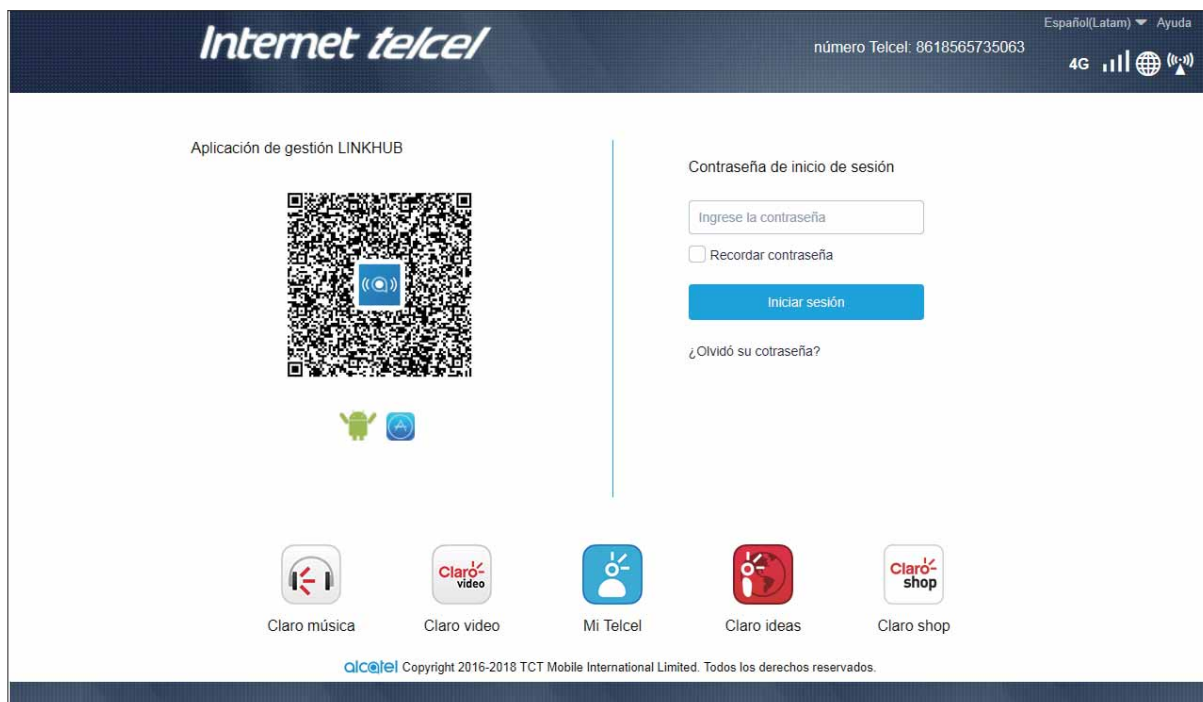 Internet telcel
Español(Latam) Ayuda
número Telcel: 8618565735063
4G
Aplicación de gestión LINKHUB
Contraseña de inicio de sesión
Ingrese la contraseña
Recordar contraseña
Iniciar sesión
¿Olvidó su cotraseña?
Claro video
Claro shop
Claro música
Claro video
Mi Telcel
Claro ideas
Claro shop
alcatel Copyright 2016-2018 TCT Mobile International Limited. Todos los derechos reservados.